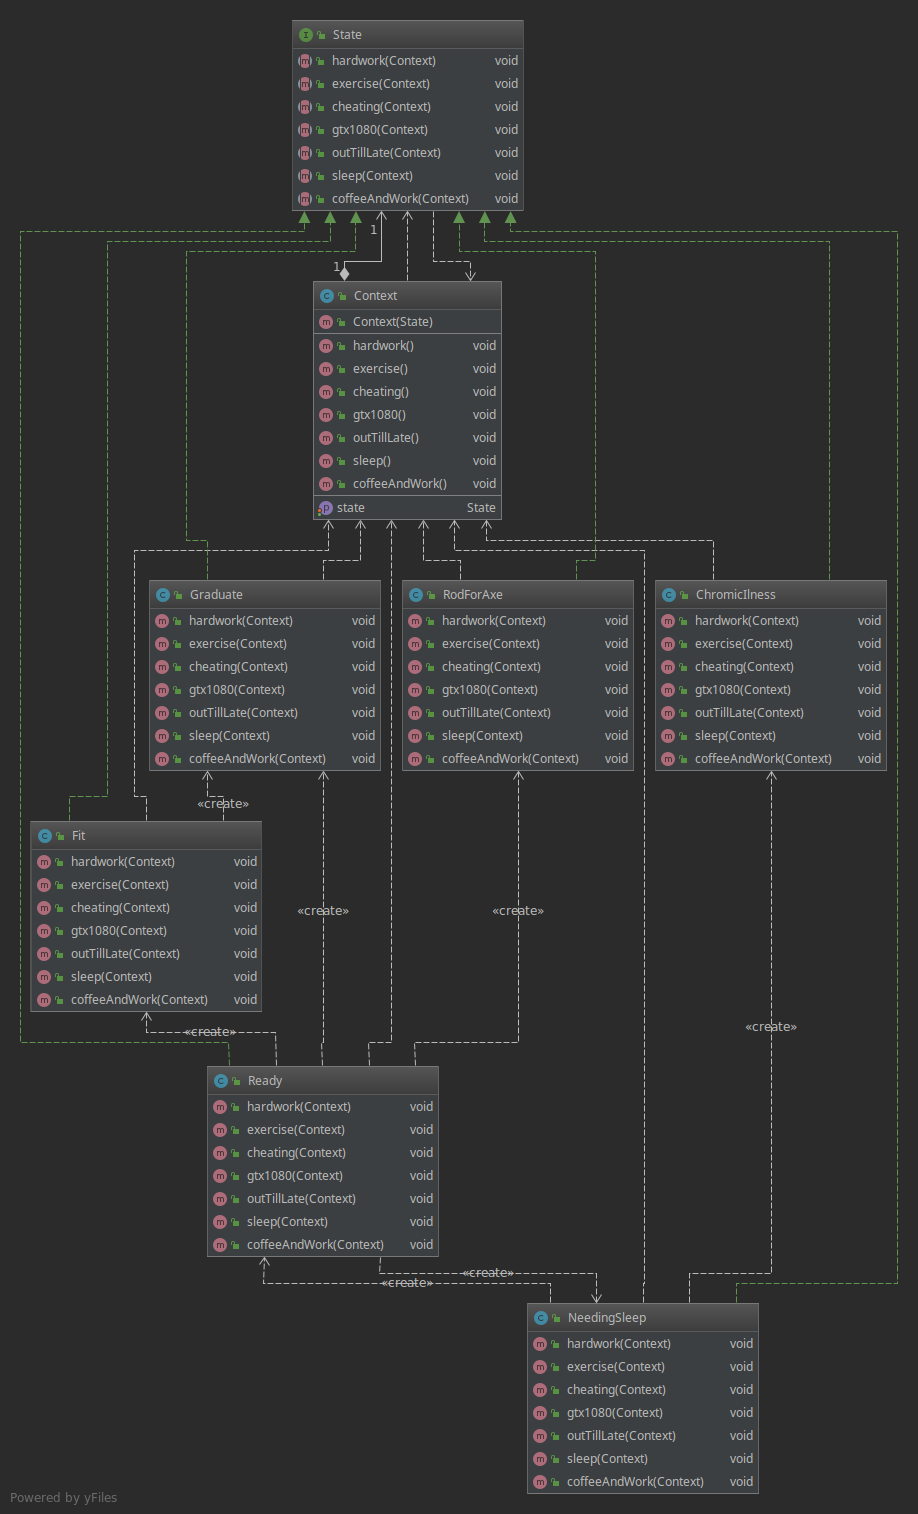 State
hardwork(Context) void
exercise(Context) void
cheating(Context) void
gtx1080(Context) void
outTillLate(Context) void
sleep(Context) void
coffeeAndWork(Context) void
1
1
Context
Context(State)
hardwork() void
exercise() void
cheating() void
gtx1080() void
outTillLate() void
sleep() void
coffeeAndWork() void
state State
Graduate
hardwork(Context) void
exercise(Context) void
cheating(Context) void
gtx1080(Context) void
outTillLate(Context) void
sleep(Context) void
coffeeAndWork(Context) void
RodForAxe
hardwork(Context) void
exercise(Context) void
cheating(Context) void
gtx1080(Context) void
outTillLate(Context) void
sleep(Context) void
coffeeAndWork(Context) void
ChromicIlness
hardwork(Context) void
exercise(Context) void
cheating(Context) void
gtx1080(Context) void
outTillLate(Context) void
sleep(Context) void
coffeeAndWork(Context) void
«create»
Fit
hardwork(Context) void
exercise(Context) void
cheating(Context) void
gtx1080(Context) void
outTillLate(Context) void
sleep(Context) void
coffeeAndWork(Context) void
«create»
«create»
«create»
«create»
Ready
hardwork(Context) void
exercise(Context) void
cheating(Context) void
gtx1080(Context) void
outTillLate(Context) void
sleep(Context) void
coffeeAndWork(Context) void
«create»
«create»
NeedingSleep
hardwork(Context) void
exercise(Context) void
cheating(Context) void
gtx1080(Context) void
outTillLate(Context) void
sleep(Context) void
coffeeAndWork(Context) void
Powered by yFiles